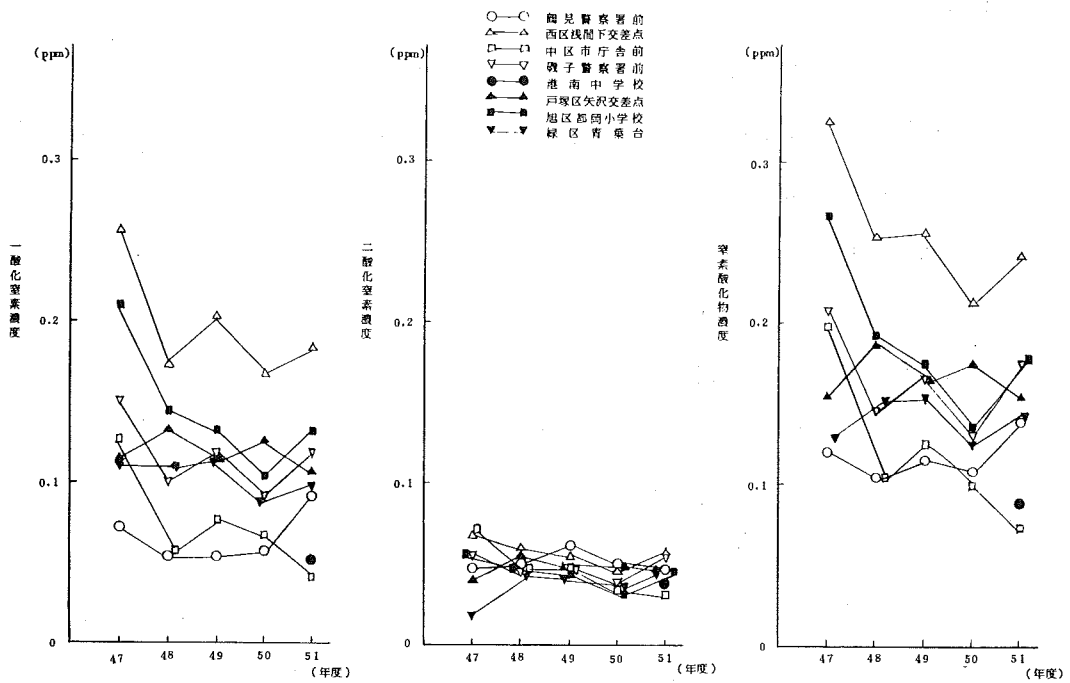 鶴見警察署前
西区浅間下交差点
中区市庁舎前
磯子警察署前
港南中学校
戸塚区矢沢交差点
旭区都岡小学校
緑区青葉台
(ppm)
0.3
0.2
0.1
0
一酸化窒素濃度
47 48 49 50 51
(年度)
(ppm)
0.3
0.2
0.1
0
二酸化窒素濃度
47 48 49 50 51
(年度)
(ppm)
0.3
0.2
0.1
0
窒素酸化物濃度
47 48 49 50 51
(年度)